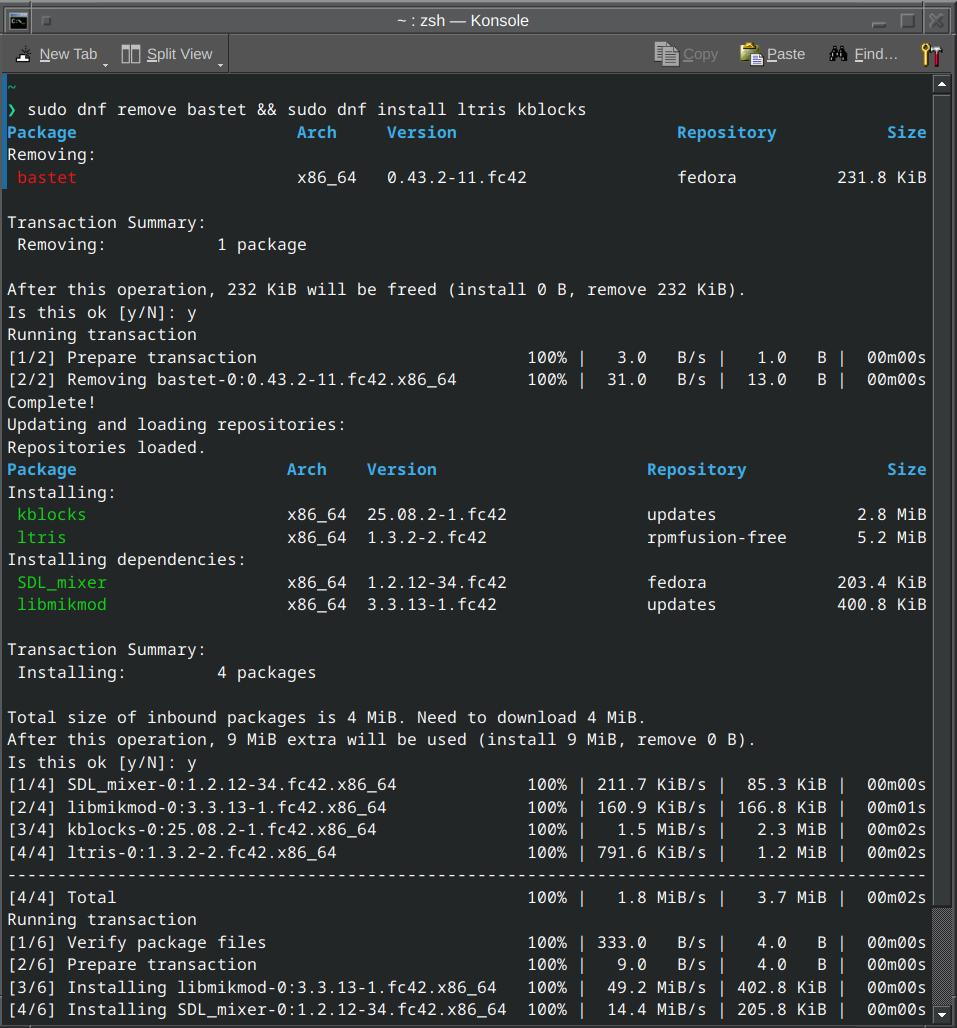 ~ : zsh — Konsole
New Tab Split View Copy Paste Find...
~
❯ sudo dnf remove bastet && sudo dnf install ltris kblocks
Package Arch Version Repository Size
Removing:
bastet x86_64 0.43.2-11.fc42 fedora 231.8 KiB
Transaction Summary:
Removing: 1 package
After this operation, 232 KiB will be freed (install 0 B, remove 232 KiB).
Is this ok [y/N]: y
Running transaction
[1/2] Prepare transaction 100% | 3.0 B/s | 1.0 B | 00m00s
[2/2] Removing bastet-0:0.43.2-11.fc42.x86_64 100% | 31.0 B/s | 13.0 B | 00m00s
Complete!
Updating and loading repositories:
Repositories loaded.
Package Arch Version Repository Size
Installing:
kblocks x86_64 25.08.2-1.fc42 updates 2.8 MiB
ltris x86_64 1.3.2-2.fc42 rpmfusion-free 5.2 MiB
Installing dependencies:
SDL_mixer x86_64 1.2.12-34.fc42 fedora 203.4 KiB
libmikmod x86_64 3.3.13-1.fc42 updates 400.8 KiB
Transaction Summary:
Installing: 4 packages
Total size of inbound packages is 4 MiB. Need to download 4 MiB.
After this operation, 9 MiB extra will be used (install 9 MiB, remove 0 B).
Is this ok [y/N]: y
[1/4] SDL_mixer-0:1.2.12-34.fc42.x86_64 100% | 211.7 KiB/s | 85.3 KiB | 00m00s
[2/4] libmikmod-0:3.3.13-1.fc42.x86_64 100% | 160.9 KiB/s | 166.8 KiB | 00m01s
[3/4] kblocks-0:25.08.2-1.fc42.x86_64 100% | 1.5 MiB/s | 2.3 MiB | 00m02s
[4/4] ltris-0:1.3.2-2.fc42.x86_64 100% | 791.6 KiB/s | 1.2 MiB | 00m02s
--------------------------------------------------------------------------------------------
[4/4] Total 100% | 1.8 MiB/s | 3.7 MiB | 00m02s
Running transaction
[1/6] Verify package files 100% | 333.0 B/s | 4.0 B | 00m00s
[2/6] Prepare transaction 100% | 9.0 B/s | 4.0 B | 00m00s
[3/6] Installing libmikmod-0:3.3.13-1.fc42.x86_64 100% | 49.2 MiB/s | 402.8 KiB | 00m00s
[4/6] Installing SDL_mixer-0:1.2.12-34.fc42.x86_64 100% | 14.4 MiB/s | 205.8 KiB | 00m00s